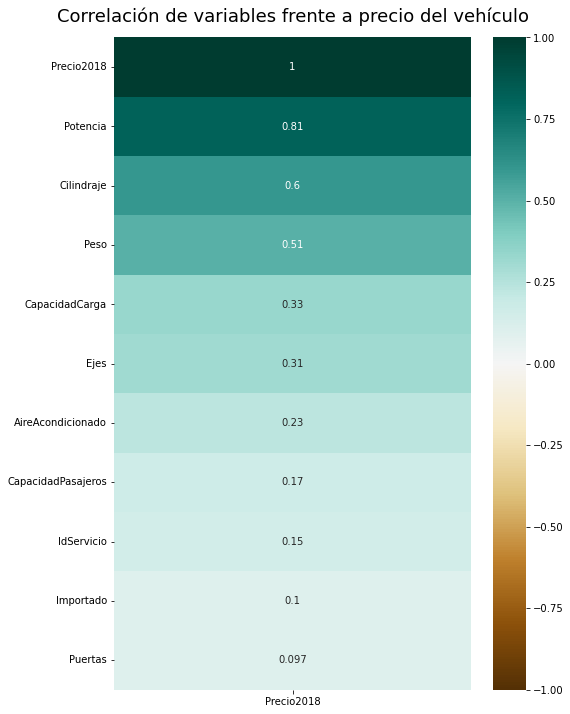 Correlación de variables frente a precio del vehículo
Precio2018
1
Potencia
0.81
Cilindraje
0.6
Peso
0.51
CapacidadCarga
0.33
Ejes
0.31
AireAcondicionado
0.23
CapacidadPasajeros
0.17
IdServicio
0.15
Importado
0.1
Puertas
0.097
Precio2018
1.00
0.75
0.50
0.25
0.00
−0.25
−0.50
−0.75
−1.00